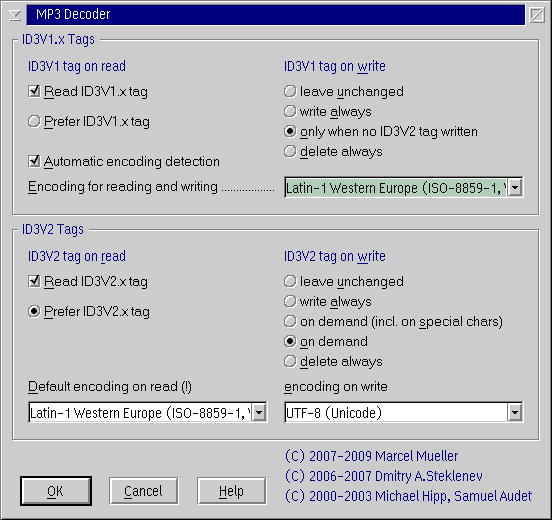 MP3 Decoder
ID3V1.x Tags
ID3V1 tag on read
ID3V1 tag on write
Read ID3V1.x tag
leave unchanged
write always
Prefer ID3V1.x tag
only when no ID3V2 tag written
delete always
Automatic encoding detection
Encoding for reading and writing ..................
Latin-1 Western Europe (ISO-8859-1,
ID3V2 Tags
ID3V2 tag on read
ID3V2 tag on write
Read ID3V2.x tag
leave unchanged
write always
Prefer ID3V2.x tag
on demand (incl. on special chars)
on demand
delete always
Default encoding on read (!)
encoding on write
Latin-1 Western Europe (ISO-8859-1,
UTF-8 (Unicode)
(C) 2007-2009 Marcel Mueller
(C) 2006-2007 Dmitry A.Steklenev
(C) 2000-2003 Michael Hipp, Samuel Audet
OK
Cancel
Help